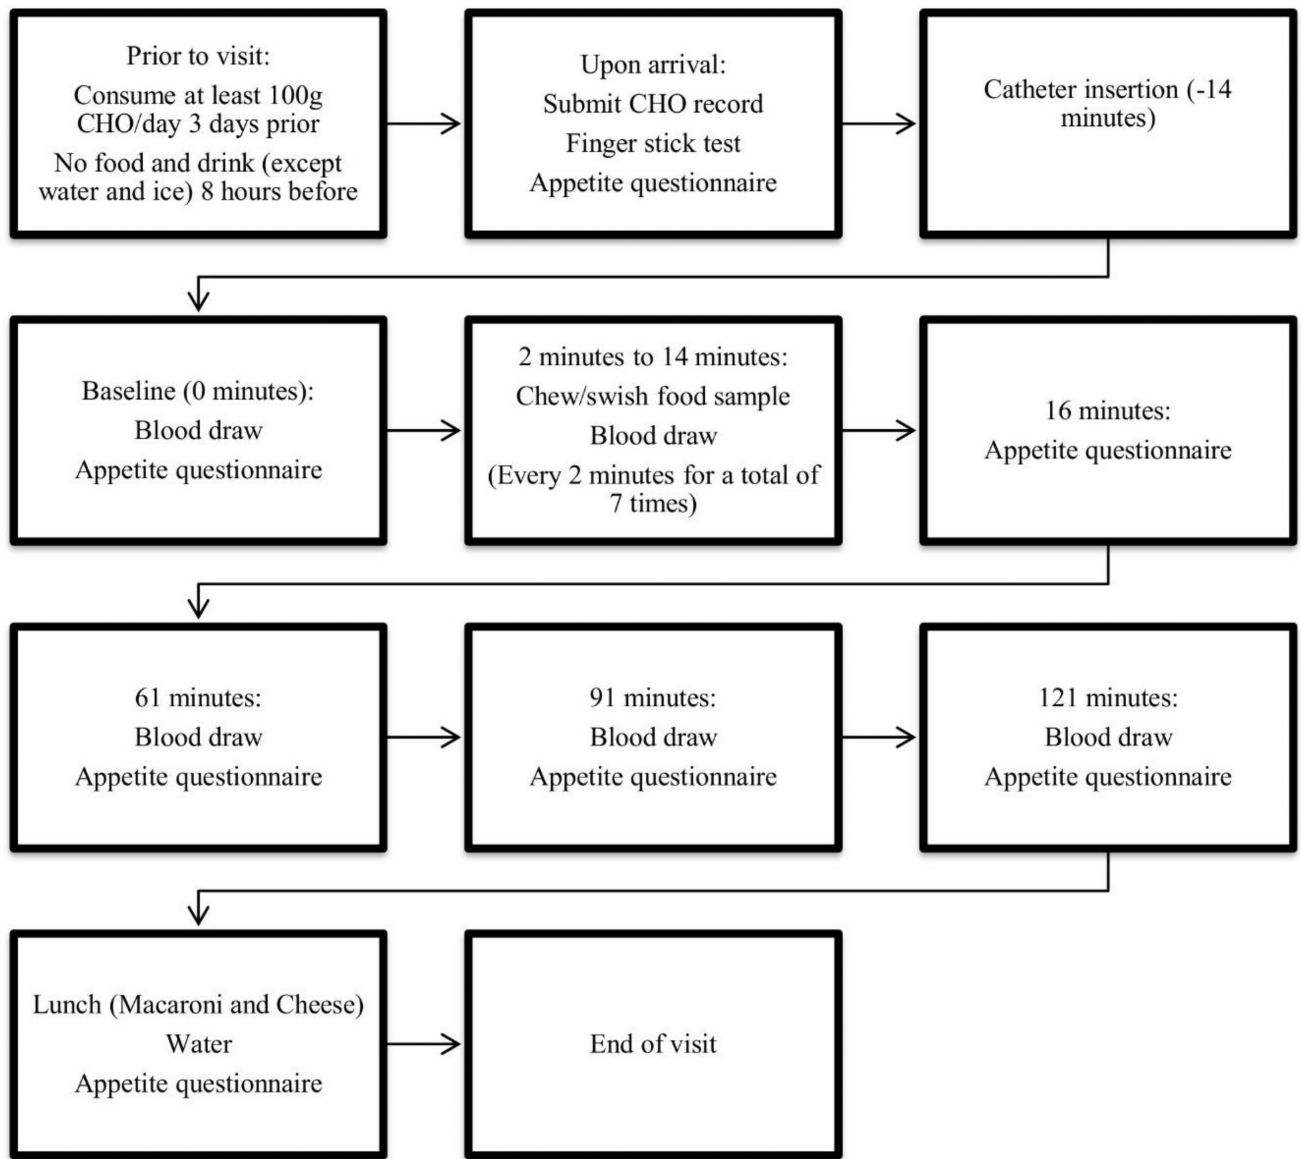 Prior to visit:
Consume at least 100g
CHO/day 3 days prior
No food and drink (except
water and ice) 8 hours before
Upon arrival:
Submit CHO record
Finger stick test
Appetite questionnaire
Catheter insertion (-14
minutes)
Baseline (0 minutes):
Blood draw
Appetite questionnaire
2 minutes to 14 minutes:
Chew/swish food sample
Blood draw
(Every 2 minutes for a total of
7 times)
16 minutes:
Appetite questionnaire
61 minutes:
Blood draw
Appetite questionnaire
91 minutes:
Blood draw
Appetite questionnaire
121 minutes:
Blood draw
Appetite questionnaire
Lunch (Macaroni and Cheese)
Water
Appetite questionnaire
End of visit